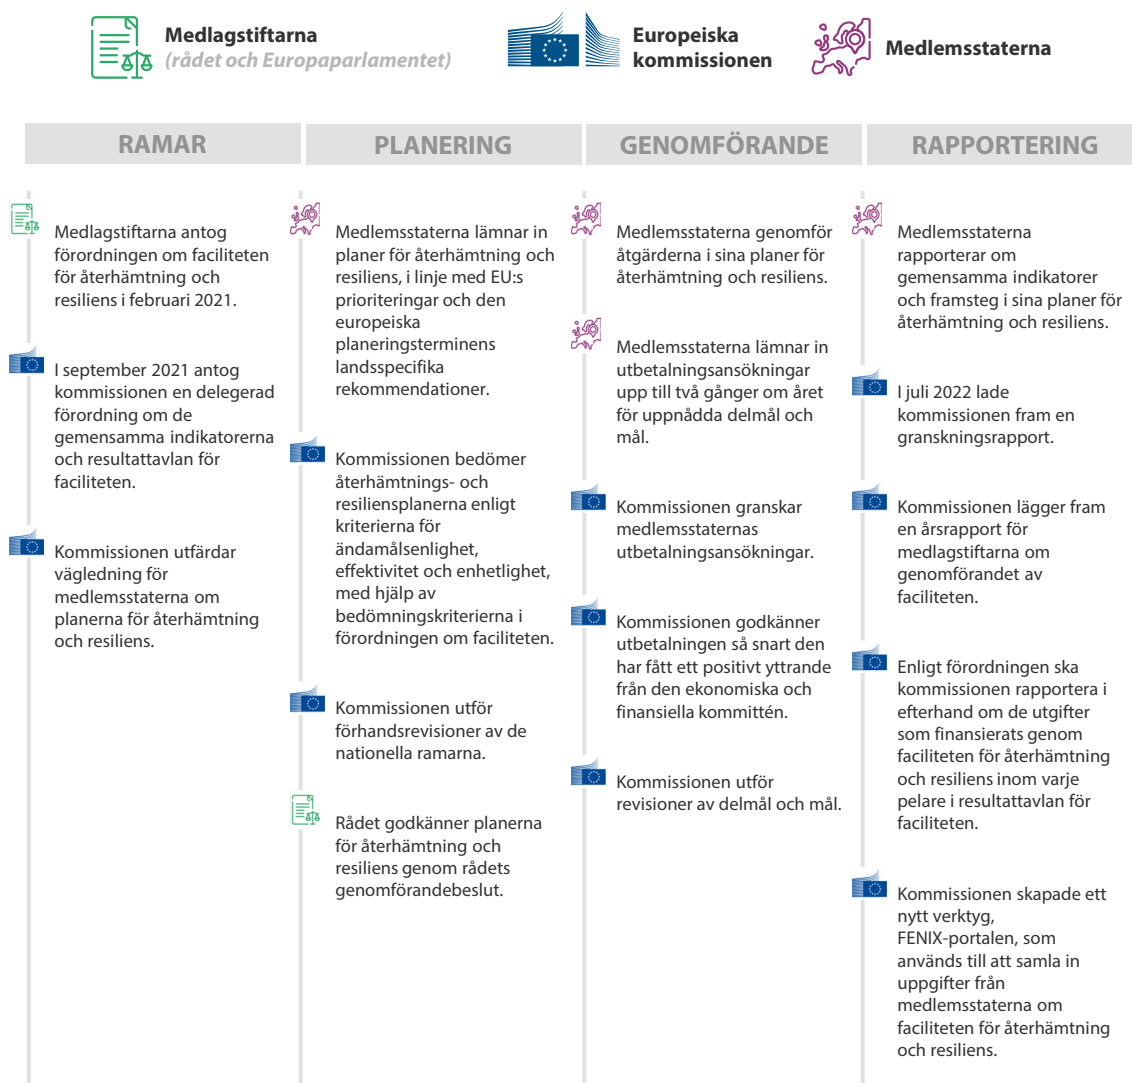 Medlagstiftarna
(rådet och Europaparlamentet)
Europeiska
kommissionen
Medlemsstaterna
RAMAR
PLANERING
GENOMFÖRANDE
RAPPORTERING
Medlagstiftarna antog
förordningen om faciliteten
för återhämtning och
resiliens i februari 2021.
I september 2021 antog
kommissionen en delegerad
förordning om de
gemensamma indikatorerna
och resultattavlan för
faciliteten.
Kommissionen utfärdar
vägledning för
medlemsstaterna om
planerna för återhämtning
och resiliens.
Medlemsstaterna lämnar in
planer för återhämtning och
resiliens, i linje med EU:s
prioriteringar och den
europeiska
planeringsterminens
landsspecifika
rekommendationer.
Kommissionen bedömer
återhämtnings- och
resiliensplanerna enligt
kriterierna för
ändamålsenlighet,
effektivitet och enhetlighet,
med hjälp av
bedömningskriterierna i
förordningen om faciliteten.
Kommissionen utför
förhandsrevisioner av de
nationella ramarna.
Rådet godkänner planerna
för återhämtning och
resiliens genom rådets
genomförandebeslut.
Medlemsstaterna genomför
åtgärderna i sina planer för
återhämtning och resiliens.
Medlemsstaterna lämnar in
utbetalningsansökningar
upp till två gånger om året
för uppnådda delmål och
mål.
Kommissionen granskar
medlemsstaternas
utbetalningsansökningar.
Kommissionen godkänner
utbetalningen så snart den
har fått ett positivt yttrande
från den ekonomiska och
finansiella kommittén.
Kommissionen utför
revisioner av delmål och mål.
Medlemsstaterna
rapporterar om
gemensamma indikatorer
och framsteg i sina planer för
återhämtning och resiliens.
I juli 2022 lade
kommissionen fram en
granskningsrapport.
Kommissionen lägger fram
en årsrapport för
medlagstiftarna om
genomförandet av
faciliteten.
Enligt förordningen ska
kommissionen rapportera i
efterhand om de utgifter
som finansierats genom
faciliteten för återhämtning
och resiliens inom varje
pelare i resultattavlan för
faciliteten.
Kommissionen skapade ett
nytt verktyg,
FENIX-portalen, som
används till att samla in
uppgifter från
medlemsstaterna om
faciliteten för återhämtning
och resiliens.